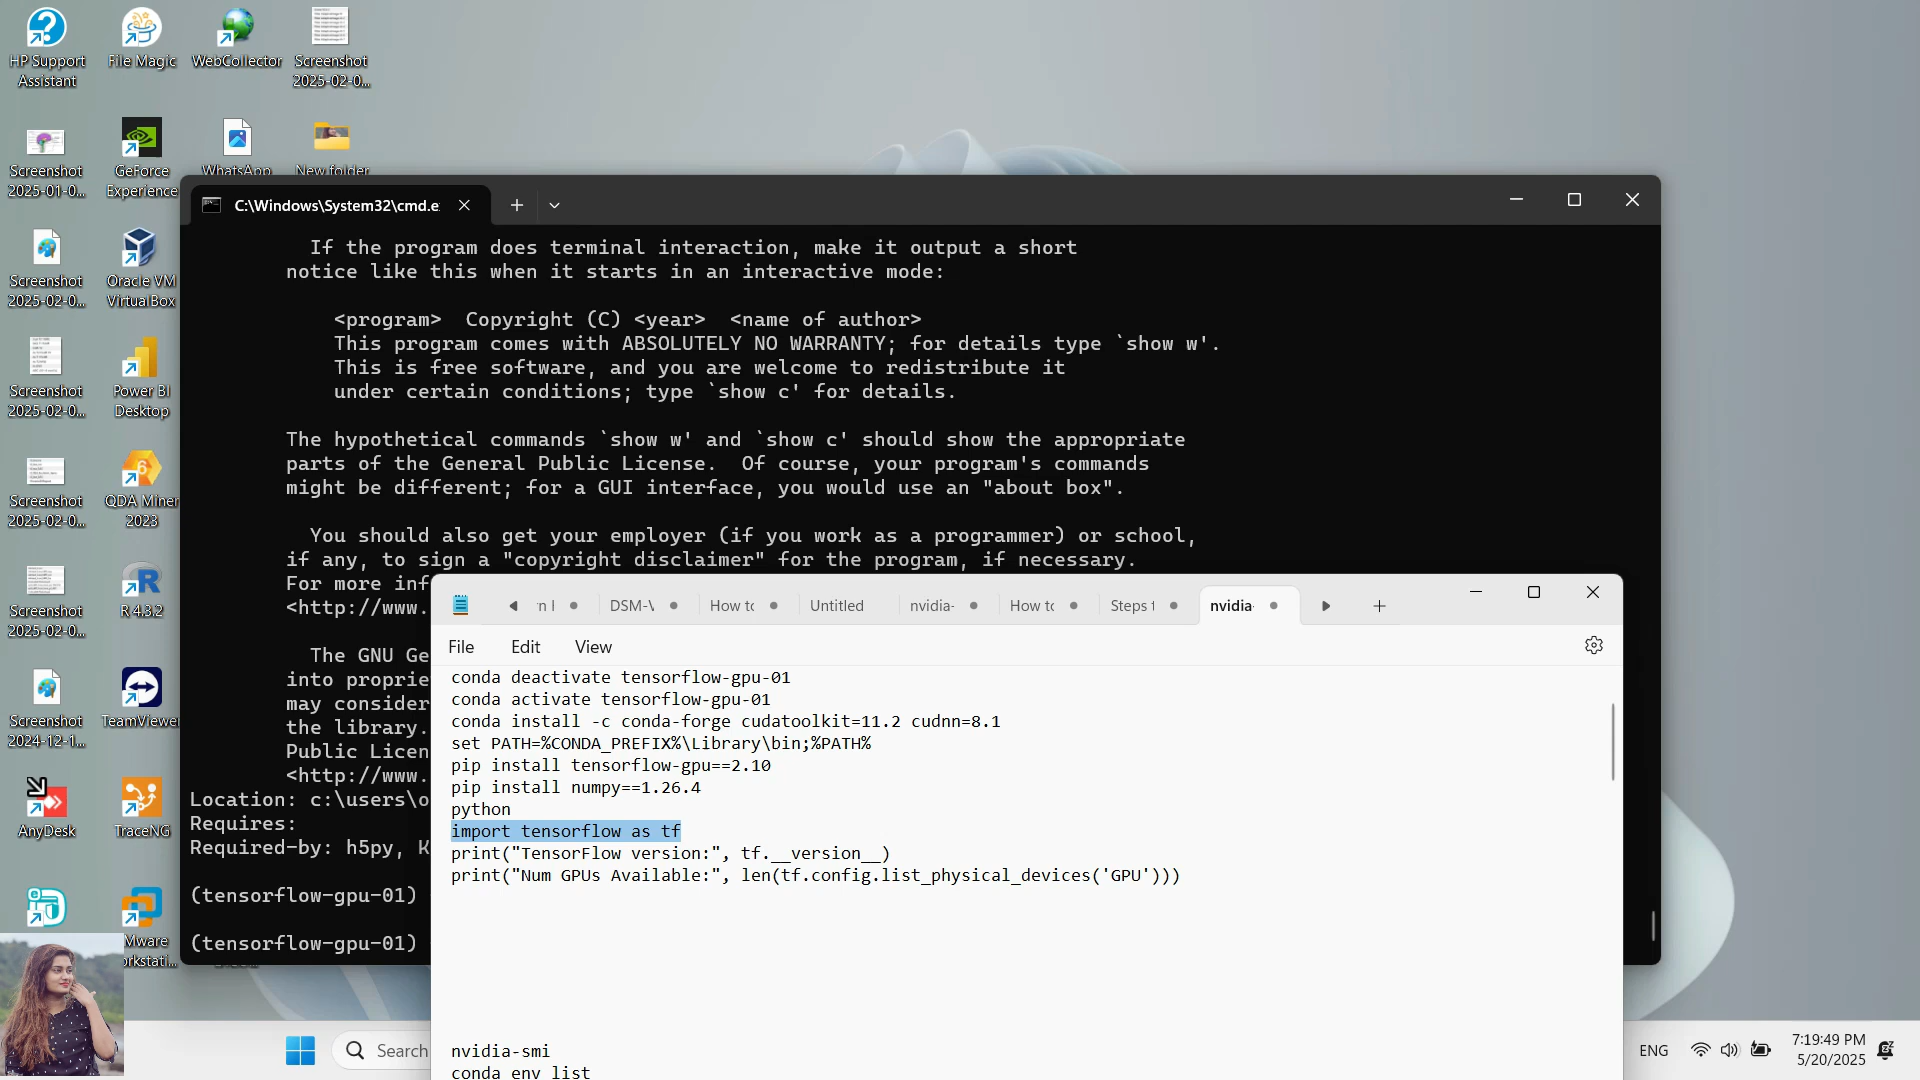 HP Support
Assistant
File Magic
WebCollector
Screenshot
2025-02-0...
Screenshot
2025-01-0...
GeForce
Experience
WhatsApp
New folder
Screenshot
2025-02-0...
Oracle VM
VirtualBox
Screenshot
2025-02-0...
Power BI
Desktop
Screenshot
2025-02-0...
QDA Miner
2023
Screenshot
2025-02-0...
R 4.3.2
Screenshot
2024-12-1...
TeamViewer
AnyDesk
TraceNG
C:\Windows\System32\cmd.e
If the program does terminal interaction, make it output a short
notice like this when it starts in an interactive mode:
<program>  Copyright (C) <year>  <name of author>
This program comes with ABSOLUTELY NO WARRANTY; for details type `show w'.
This is free software, and you are welcome to redistribute it
under certain conditions; type `show c' for details.
The hypothetical commands `show w' and `show c' should show the appropriate
parts of the General Public License.  Of course, your program's commands
might be different; for a GUI interface, you would use an "about box".
You should also get your employer (if you work as a programmer) or school,
if any, to sign a "copyright disclaimer" for the program, if necessary.
For more inf
<http://www.
The GNU Ge
into proprie
may consider
the library.
Public Licen
<http://www.
Location: c:\users\o
Requires:
Required-by: h5py, K
(tensorflow-gpu-01)
(tensorflow-gpu-01)
DSM-V
How to
Untitled
nvidia-
How to
Steps t
nvidia
File Edit View
conda deactivate tensorflow-gpu-01
conda activate tensorflow-gpu-01
conda install -c conda-forge cudatoolkit=11.2 cudnn=8.1
set PATH=%CONDA_PREFIX%\Library\bin;%PATH%
pip install tensorflow-gpu==2.10
pip install numpy==1.26.4
python
import tensorflow as tf
print("TensorFlow version:", tf.__version__)
print("Num GPUs Available:", len(tf.config.list_physical_devices('GPU')))
nvidia-smi
conda env list
Search
ENG
7:19:49 PM
5/20/2025